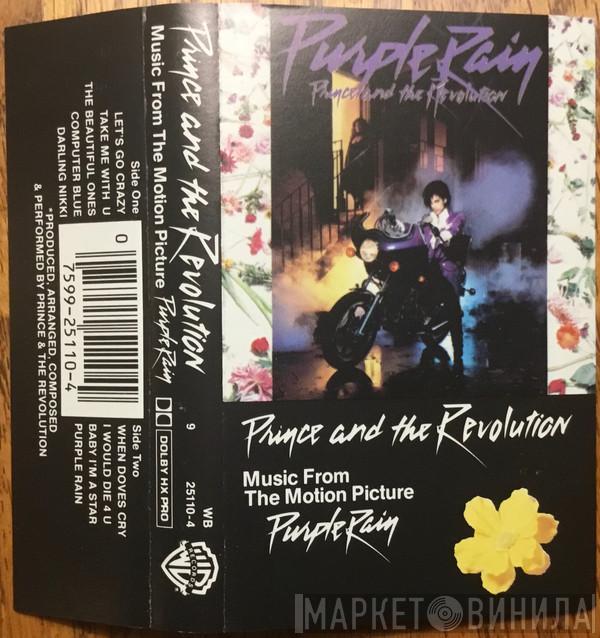 Side One
LET'S GO CRAZY
TAKE ME WITH U
THE BEAUTIFUL ONES
COMPUTER BLUE
DARLING NIKKI
0
7599-25110-4
Side Two
WHEN DOVES CRY
I WOULD DIE 4 U
BABY I'M A STAR
PURPLE RAIN
*PRODUCED, ARRANGED, COMPOSED
& PERFORMED BY PRINCE & THE REVOLUTION
Prince and the Revolution
Music From The Motion Picture Purple Rain
DOLBY HX PRO
9
25110-4
WB
WB
RECORDS
Purple Rain
Prince and the Revolution
Prince and the Revolution
Music From
The Motion Picture
Purple Rain
МАРКЕТ ВИНИЛА